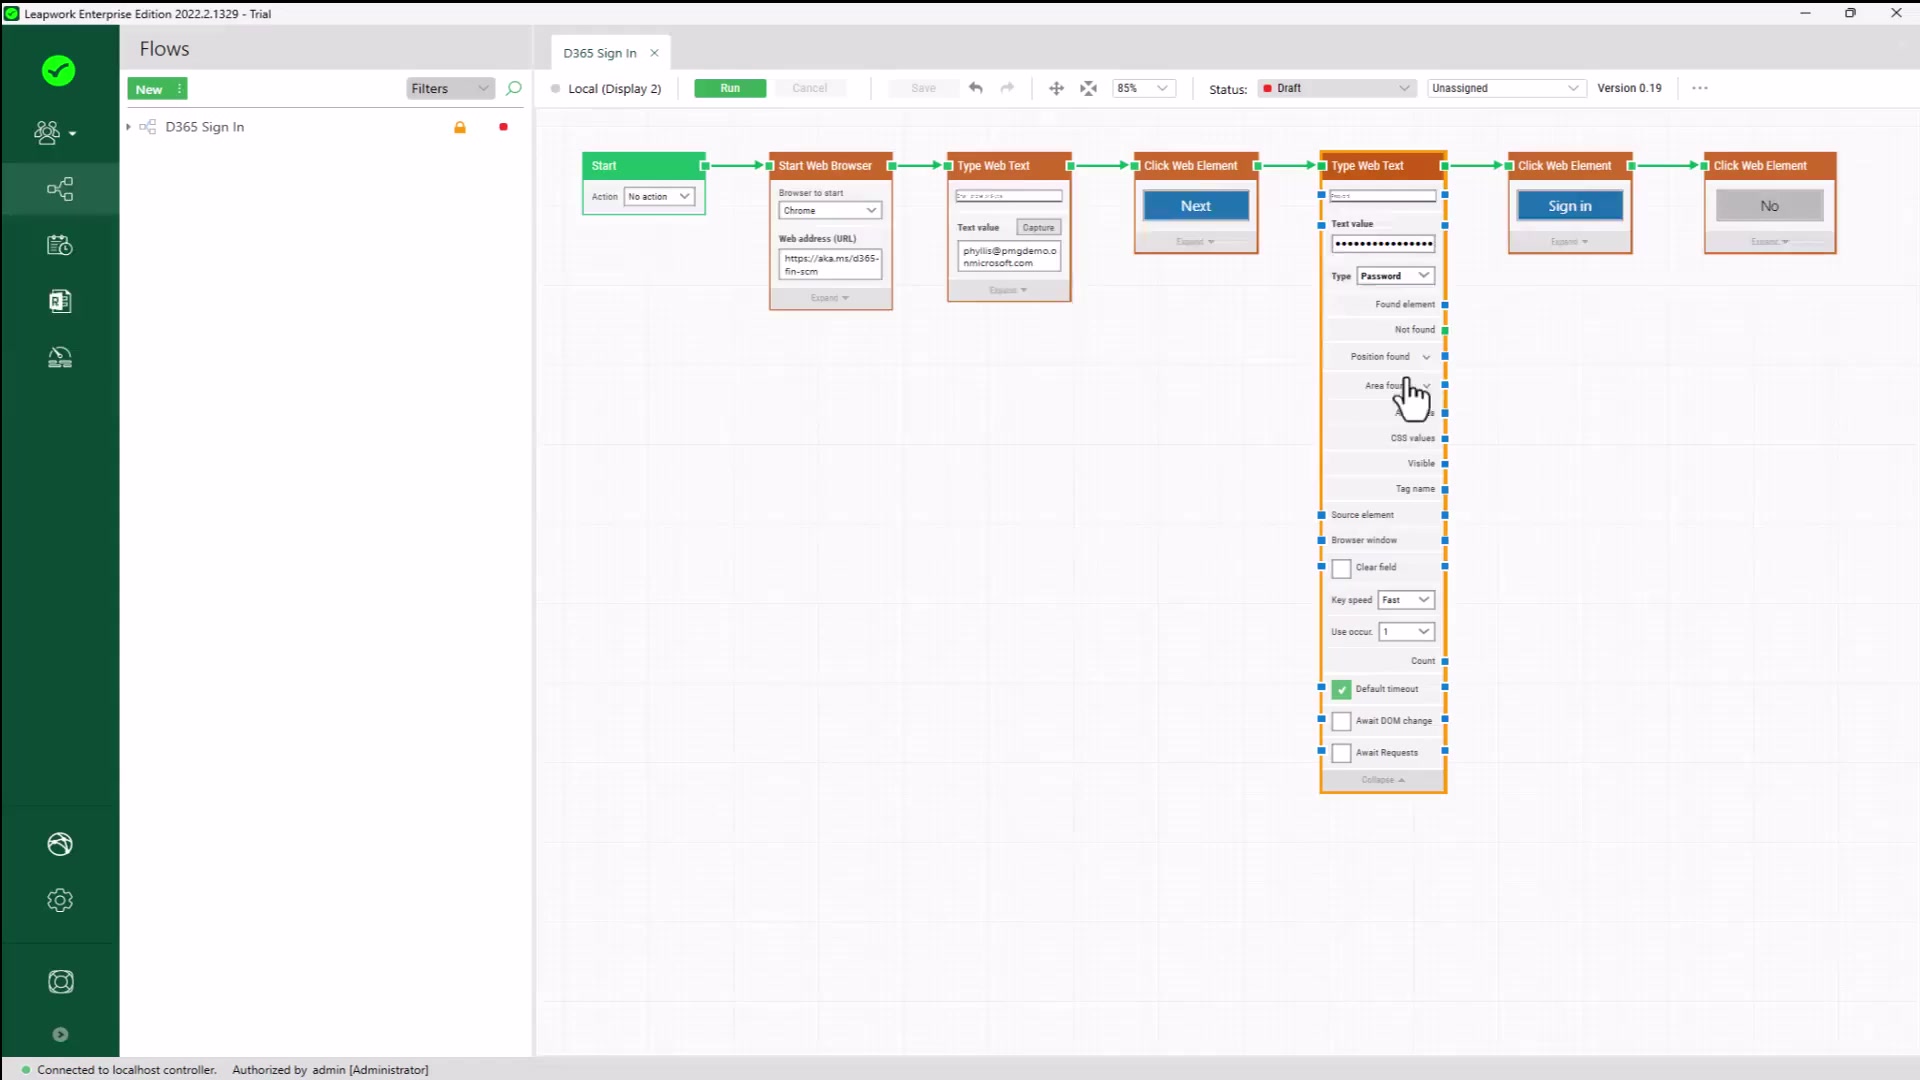 Leapwork Enterprise Edition 2022.2.1329 - Trial
Flows
New
Filters
D365 Sign In
D365 Sign In
Local (Display 2)
Run
Cancel
Save
85%
Status:
Draft
Unassigned
Version 0.19
Start
Action
No action
Start Web Browser
Browser to start
Chrome
Web address (URL)
https://aka.ms/d365-
fin-scm
Expand
Type Web Text
Text value
Capture
phyllis@pmgdemo.o
nmicrosoft.com
Expand
Click Web Element
Next
Expand
Type Web Text
Text value
Type
Password
Found element
Not found
Position found
Area
CSS values
Visible
Tag name
Source element
Browser window
Clear field
Key speed
Fast
Use occur.
1
Count
Default timeout
Await DOM change
Await Requests
Collapse
Click Web Element
Sign in
Expand
Click Web Element
No
Expand
Connected to localhost controller.
Authorized by admin [Administrator]